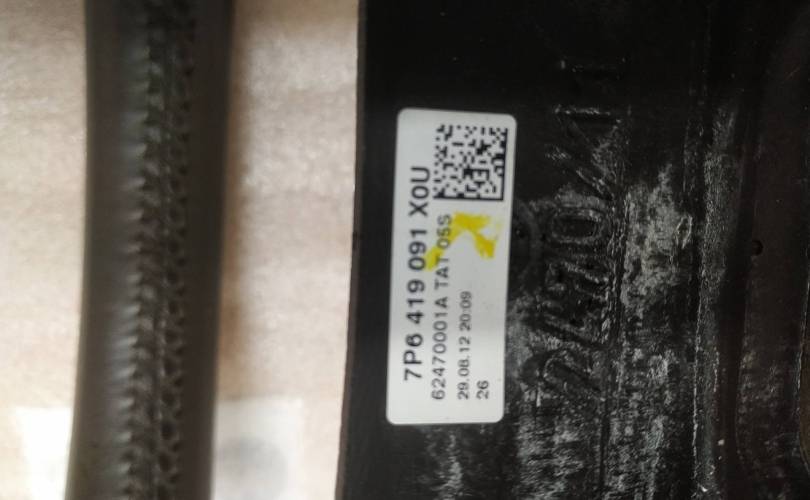 7P6 419 091 X0U
62470001A TAT 05S
29.08.12 20:09
26